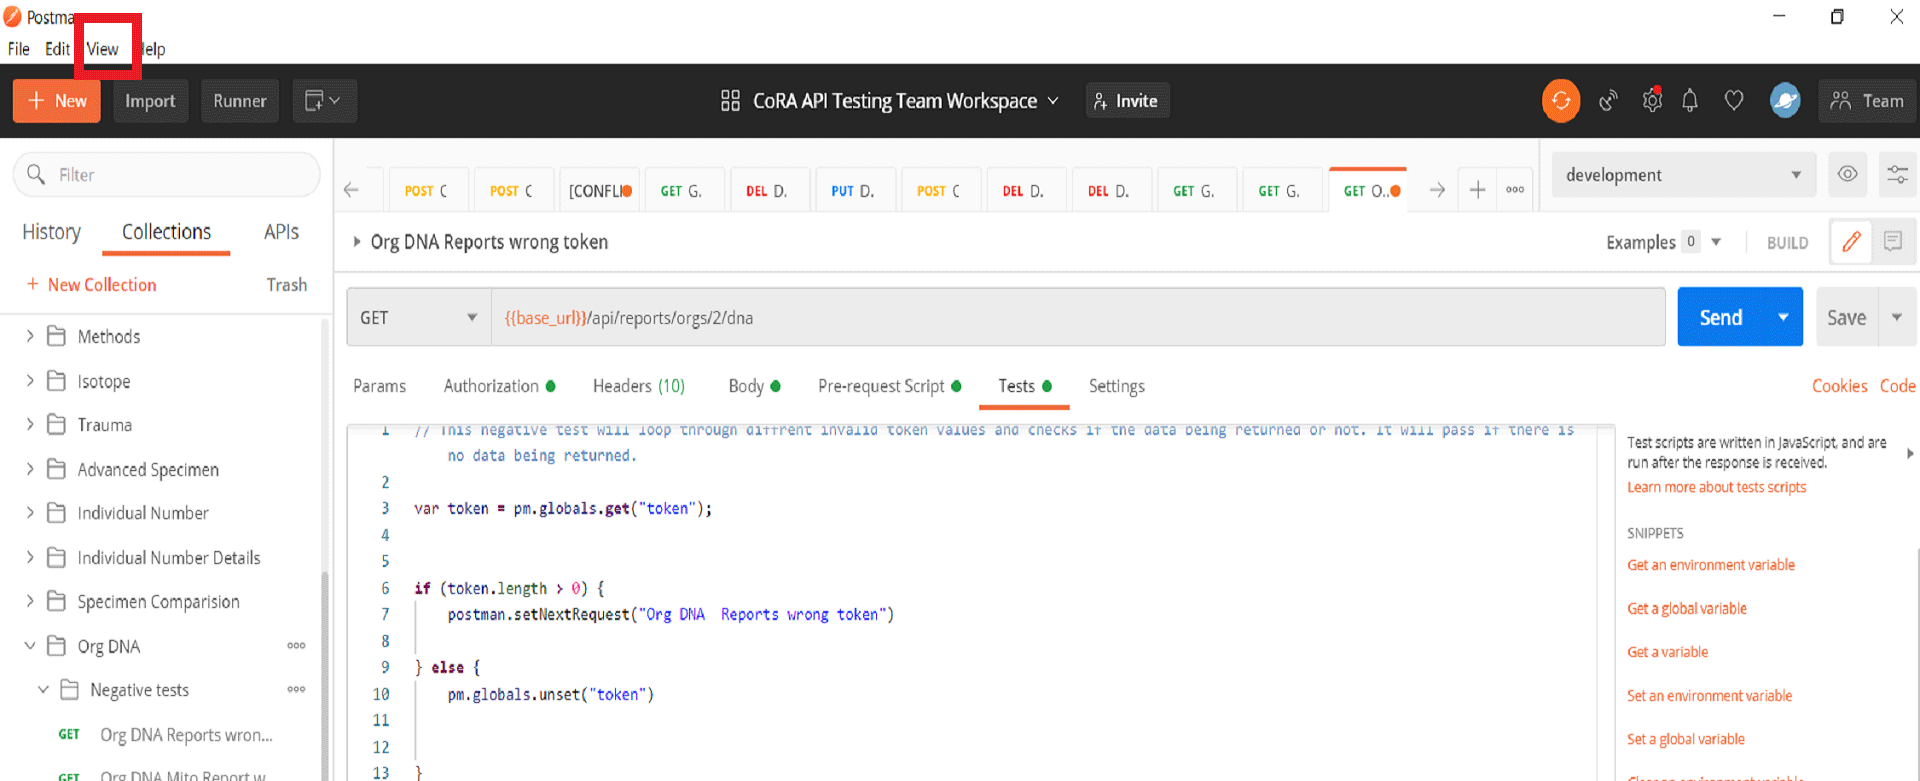 Postman
File Edit View Help
New Import Runner
CoRA API Testing Team Workspace Invite
Team
Filter
POST C POST C [CONFLI GET G. DEL D. PUT D. POST C DEL D. DEL D. GET G. GET G. GET O.. ooo
development
History Collections APIs
Org DNA Reports wrong token
Examples 0 BUILD
+ New Collection Trash
GET {{base_url}}/api/reports/orgs/2/dna
Send Save
Methods
Isotope
Trauma
Advanced Specimen
Individual Number
Individual Number Details
Specimen Comparision
Org DNA ooo
Negative tests ooo
GET Org DNA Reports wron...
GET Org DNA Mito Report w
Params Authorization Headers (10) Body Pre-request Script Tests Settings
Cookies Code
1 // This negative test will loop through diffrent invalid token values and checks if the data being returned or not. It will pass if there is
no data being returned.
2
3 var token = pm.globals.get("token");
4
5
6 if (token.length > 0) {
7 postman.setNextRequest("Org DNA  Reports wrong token")
8
9 } else {
10 pm.globals.unset("token")
11
12
13 }
Test scripts are written in JavaScript, and are
run after the response is received.
Learn more about tests scripts
SNIPPETS
Get an environment variable
Get a global variable
Get a variable
Set an environment variable
Set a global variable
Clear an environment variable